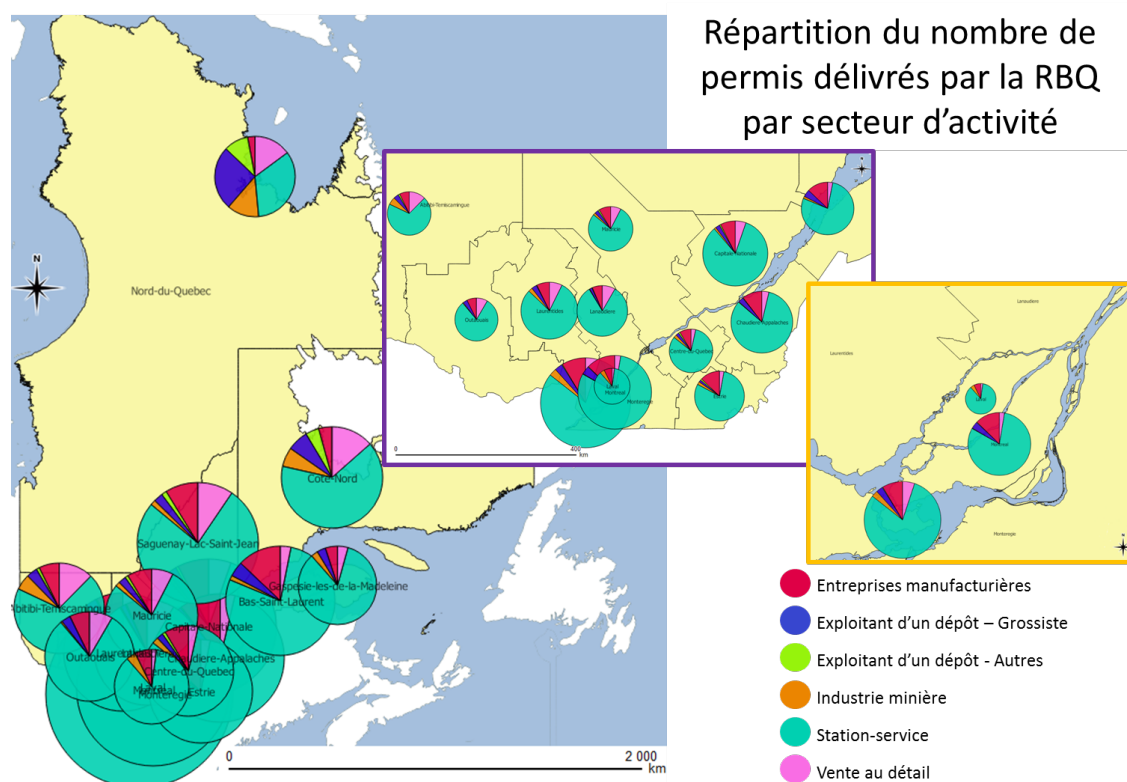 Répartition du nombre de
permis délivrés par la RBQ
par secteur d'activité
N
Nord-du-Quebec
Cote-Nord
Saguenay-Lac-Saint-Jean
Gaspesie-Iles-de-la-Madeleine
Bas-Saint-Laurent
Abitibi-Temiscamingue
Mauricie
Capitale-Nationale
Outaouais
Chaudiere-Appalaches
Centre-du-Quebec
Estrie
Monteregie
0 2 000
km
Abitibi-Temiscamingue
Mauricie
Capitale-Nationale
Outaouais
Laurentides
Lanaudiere
Chaudiere-Appalaches
Centre-du-Quebec
Estrie
Laval
Montreal
Monteregie
0 400
km
Lanaudiere
Laurentides
Laval
Montreal
Monteregie
Entreprises manufacturières
Exploitant d'un dépôt – Grossiste
Exploitant d'un dépôt - Autres
Industrie minière
Station-service
Vente au détail